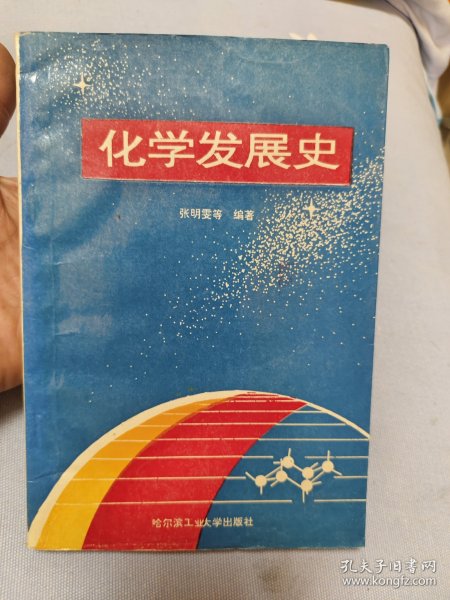 化学发展史
张明雯等 编著
哈尔滨工业大学出版社
孔夫子旧书网
www.kongfz.com